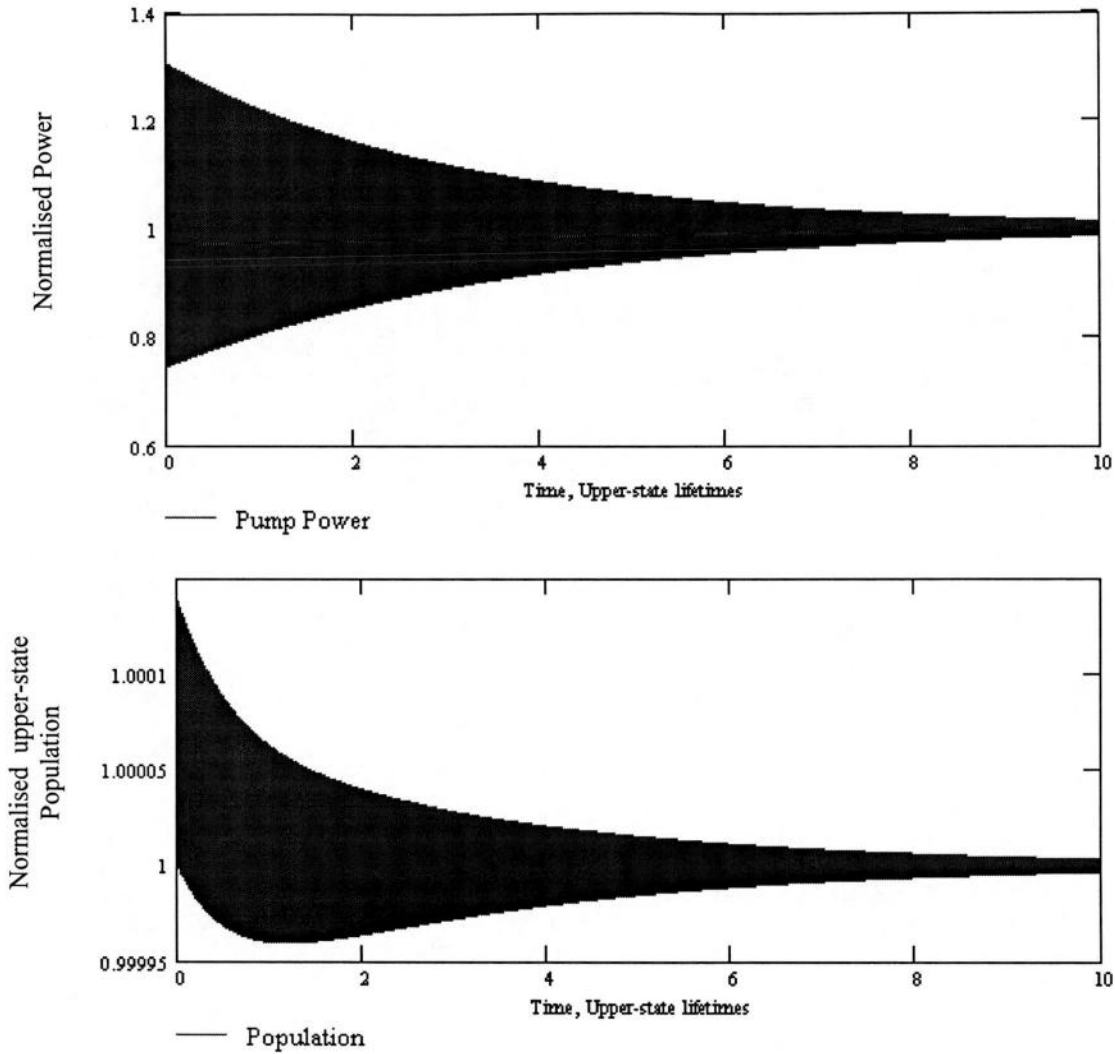 1.4
1.2
1
0.8
0.6
Normalised Power
0 2 4 6 8 10
Time, Upper-state lifetimes
Pump Power
Normalised upper-state
Population
1.0001
1.00005
1
0.99995
0 2 4 6 8 10
Time, Upper-state lifetimes
Population